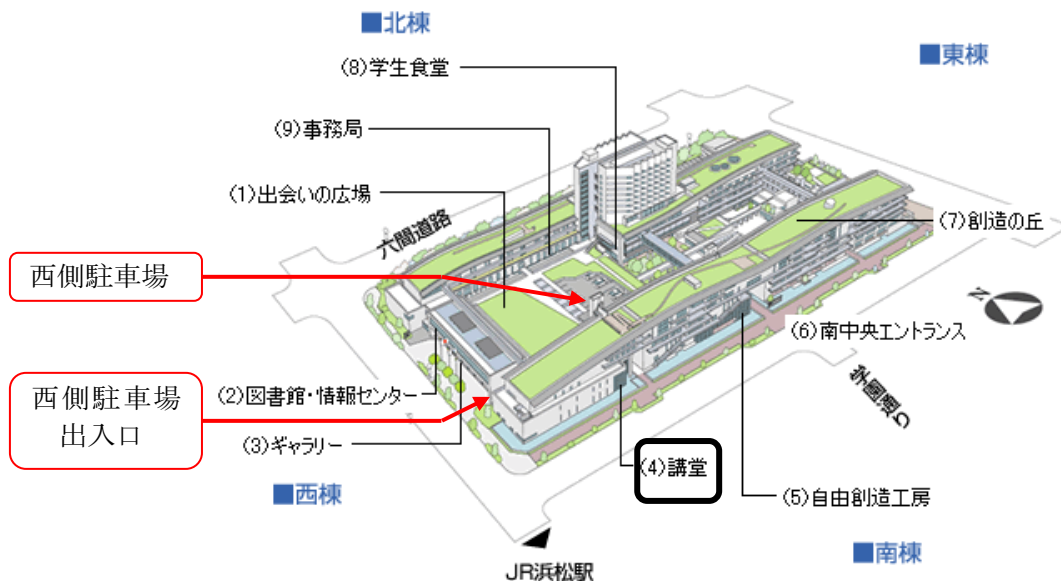 ■北棟
■東棟
(8)学生食堂
(9)事務局
(1)出会いの広場
六間道路
(7)創造の丘
西側駐車場
N
(6)南中央エントランス
学園通り
西側駐車場
出入口
(2)図書館・情報センター
(3)ギャラリー
(4)講堂
■西棟
(5)自由創造工房
■南棟
JR浜松駅